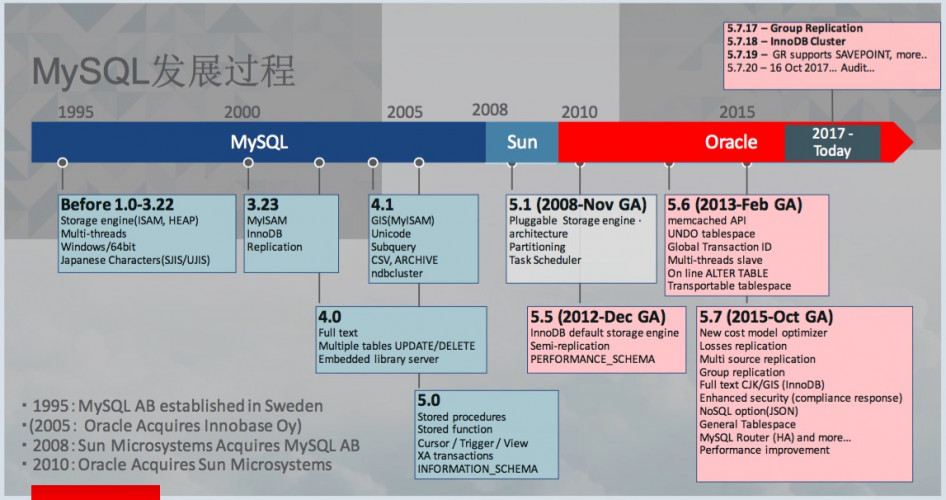 MySQL发展过程
5.7.17 – Group Replication
5.7.18 – InnoDB Cluster
5.7.19 – GR supports SAVEPOINT, more..
5.7.20 – 16 Oct 2017... Audit...
1995
2000
2005
2008
2010
2015
MySQL
Sun
Oracle
2017 -
Today
Before 1.0-3.22
Storage engine(ISAM, HEAP)
Multi-threads
Windows/64bit
Japanese Characters(SJIS/UJIS)
3.23
MyISAM
InnoDB
Replication
4.1
GIS(MyISAM)
Unicode
Subquery
CSV, ARCHIVE
ndbcluster
5.1 (2008-Nov GA)
Pluggable Storage engine ·
architecture
Partitioning
Task Scheduler
5.6 (2013-Feb GA)
memcached API
UNDO tablespace
Global Transaction ID
Multi-threads slave
On line ALTER TABLE
Transportable tablespace
4.0
Full text
Multiple tables UPDATE/DELETE
Embedded library server
5.5 (2012-Dec GA)
InnoDB default storage engine
Semi-replication
PERFORMANCE_SCHEMA
5.7 (2015-Oct GA)
New cost model optimizer
Losses replication
Multi source replication
Group replication
Full text CJK/GIS (InnoDB)
Enhanced security (compliance response)
NoSQL option(JSON)
General Tablespace
MySQL Router (HA) and more...
Performance improvement
5.0
Stored procedures
Stored function
Cursor / Trigger / View
XA transactions
INFORMATION_SCHEMA
· 1995: MySQL AB established in Sweden
· (2005: Oracle Acquires Innobase Oy)
· 2008: Sun Microsystems Acquires MySQL AB
· 2010: Oracle Acquires Sun Microsystems